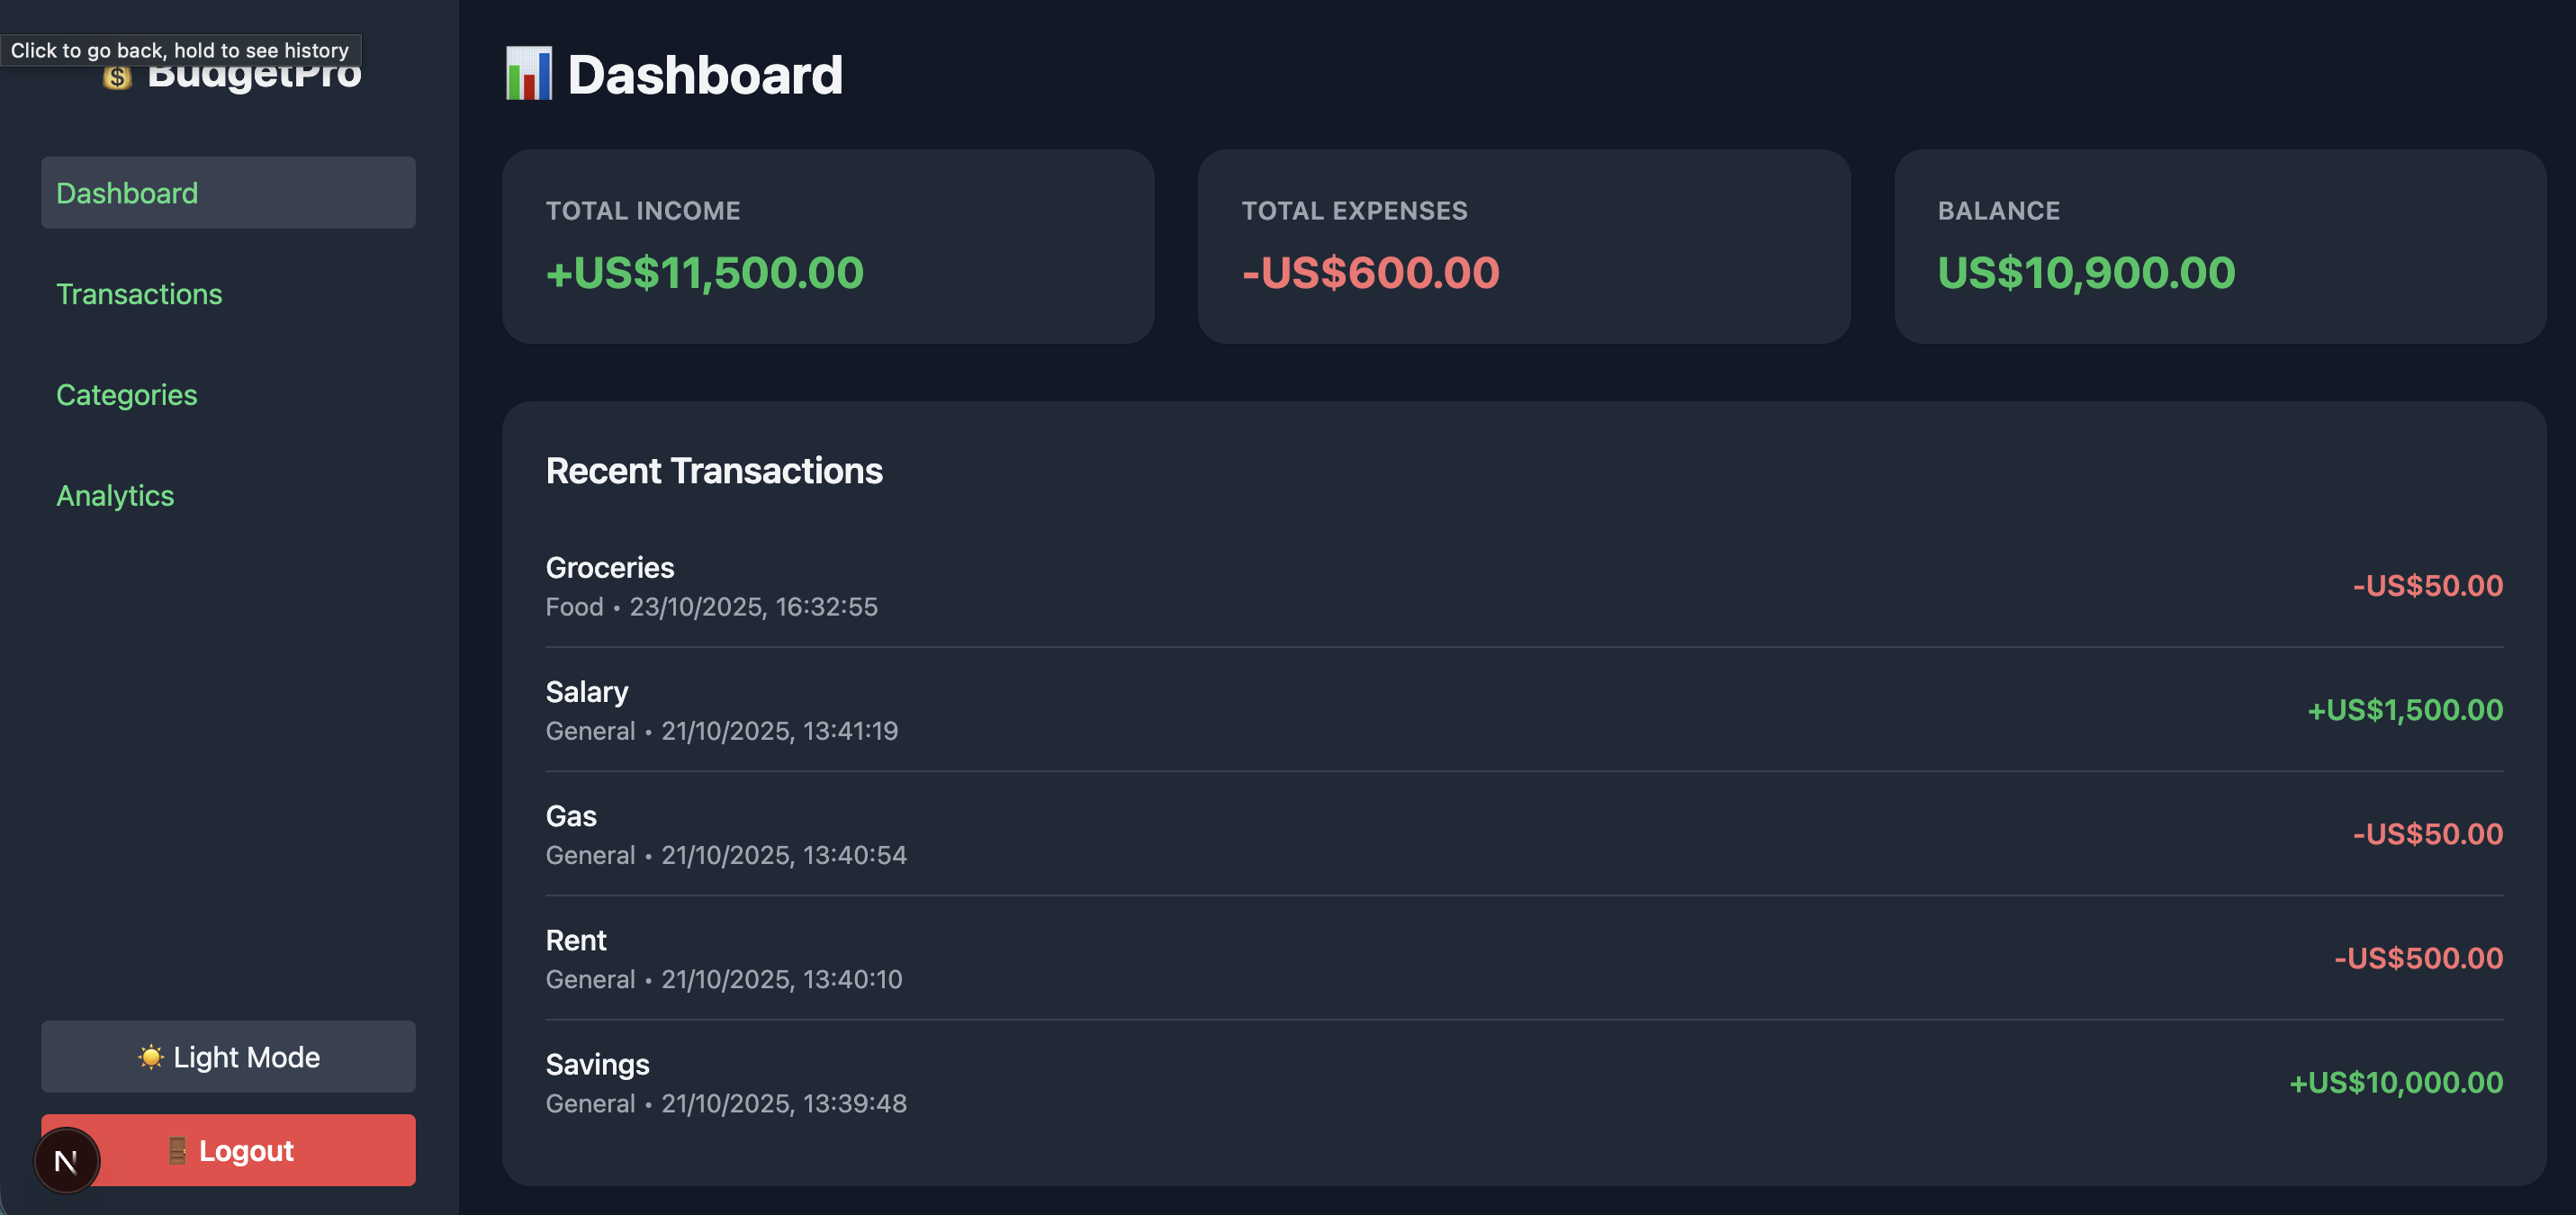 Click to go back, hold to see history
💰 BudgetPro
Dashboard
Transactions
Categories
Analytics
☀️ Light Mode
🚪 Logout
N
📊 Dashboard
TOTAL INCOME
+US$11,500.00
TOTAL EXPENSES
-US$600.00
BALANCE
US$10,900.00
Recent Transactions
Groceries
Food • 23/10/2025, 16:32:55
-US$50.00
Salary
General • 21/10/2025, 13:41:19
+US$1,500.00
Gas
General • 21/10/2025, 13:40:54
-US$50.00
Rent
General • 21/10/2025, 13:40:10
-US$500.00
Savings
General • 21/10/2025, 13:39:48
+US$10,000.00